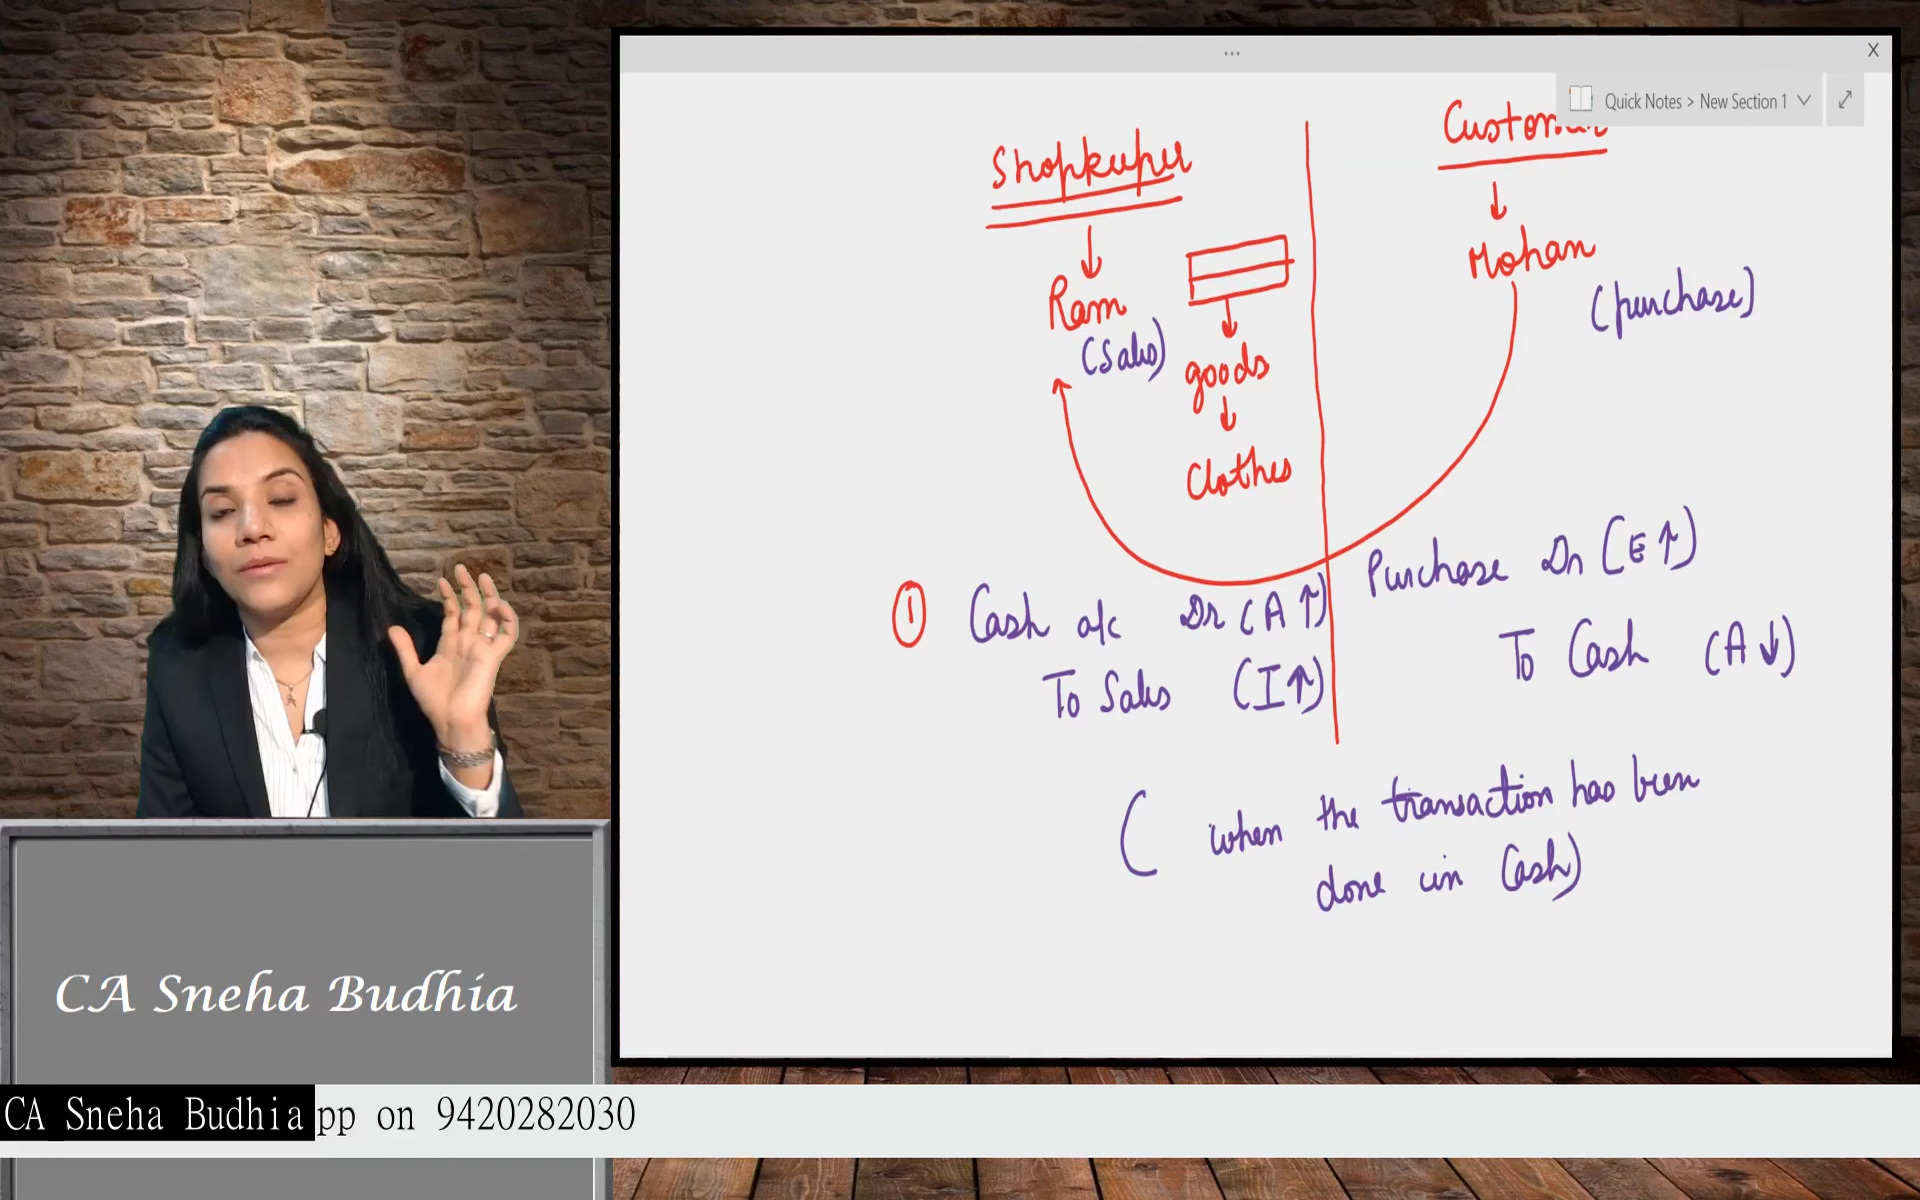 ...
X
Quick Notes > New Section 1
Customer
Shopkeeper
Mohan
Ram
(purchase)
(Sales)
goods
Clothes
Purchase Dr (E↑)
① Cash a/c Dr (A↑)
To Cash (A↓)
To Sales (I↑)
( when the transaction has been
done in Cash)
CA Sneha Budhia
CA Sneha Budhia pp on 9420282030